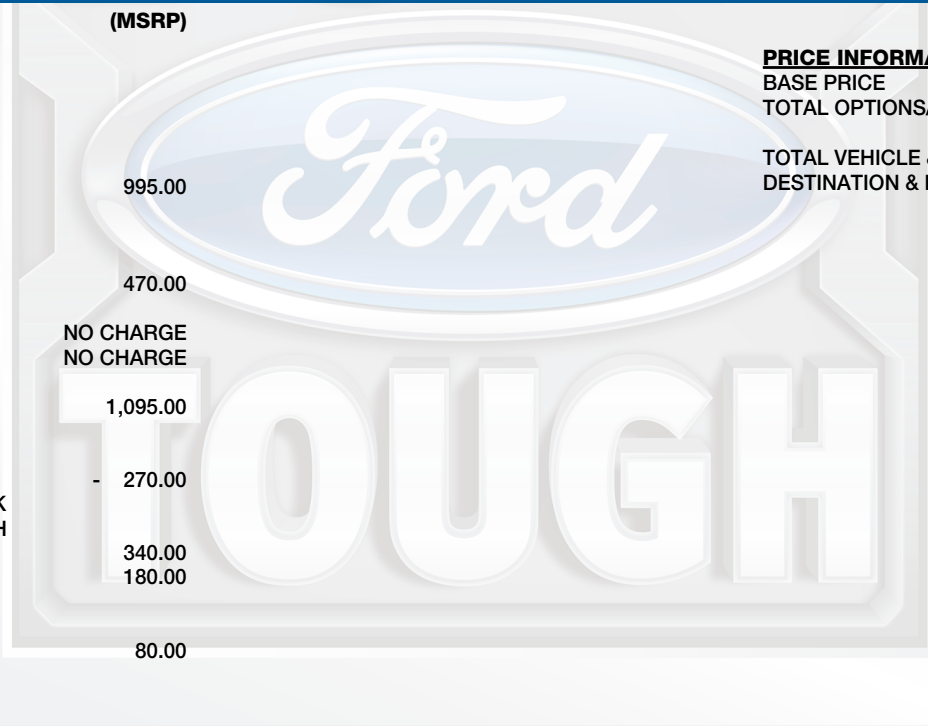 (MSRP)
995.00
470.00
NO CHARGE
NO CHARGE
1,095.00
- 270.00
K
H
340.00
180.00
80.00
PRICE INFORMA
BASE PRICE
TOTAL OPTIONS
TOTAL VEHICLE
DESTINATION &
Ford
TOUGH